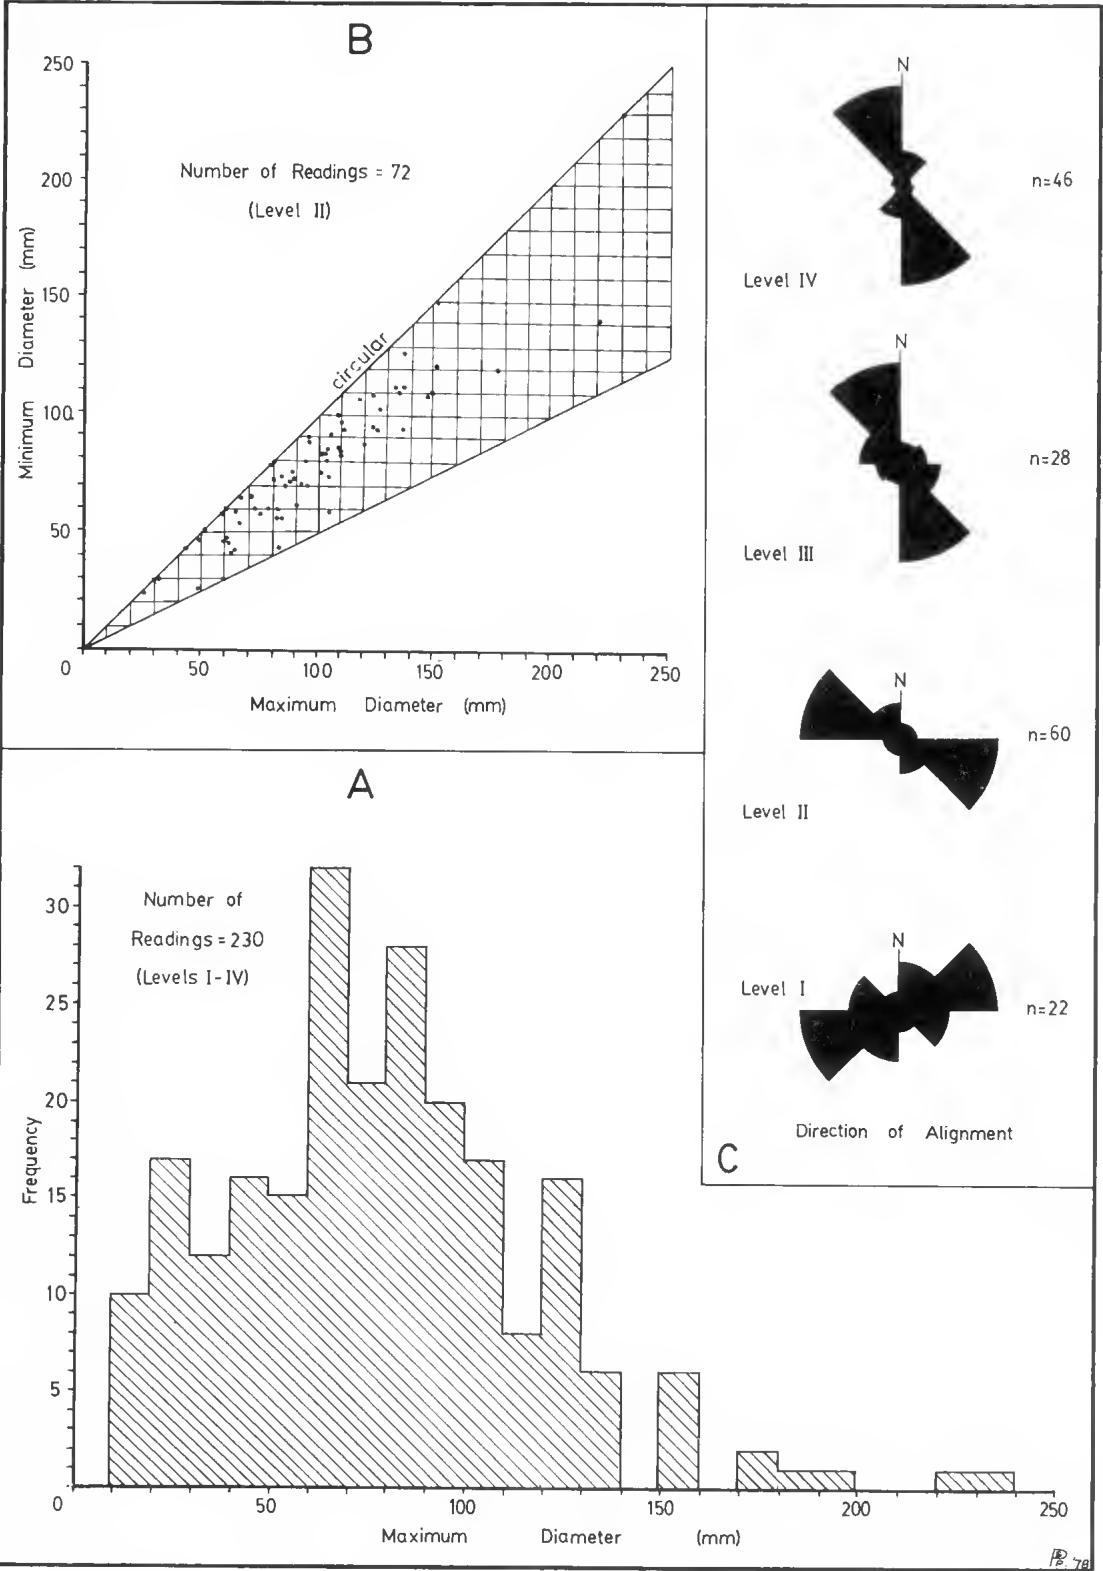 B
250
200
150
100
50
0
Minimum Diameter (mm)
Number of Readings = 72
(Level II)
circular
50
100
150
200
250
Maximum Diameter (mm)
A
30
25
20
15
10
5
0
Frequency
Number of
Readings = 230
(Levels I-IV)
50
100
150
200
250
Maximum Diameter (mm)
N
n=46
Level IV
N
n=28
Level III
N
n=60
Level II
N
Level I
n=22
Direction of Alignment
C
'78